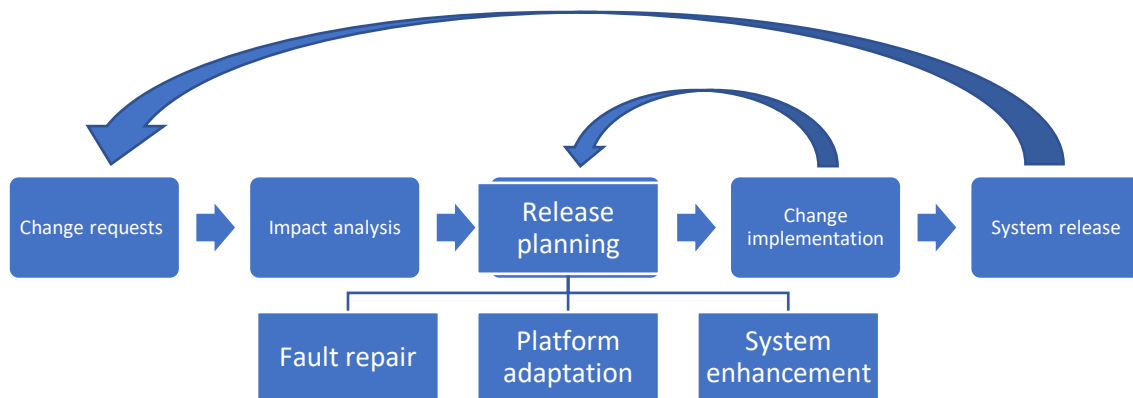 Change requests
Impact analysis
Release
planning
Change
implementation
System release
Fault repair
Platform
adaptation
System
enhancement